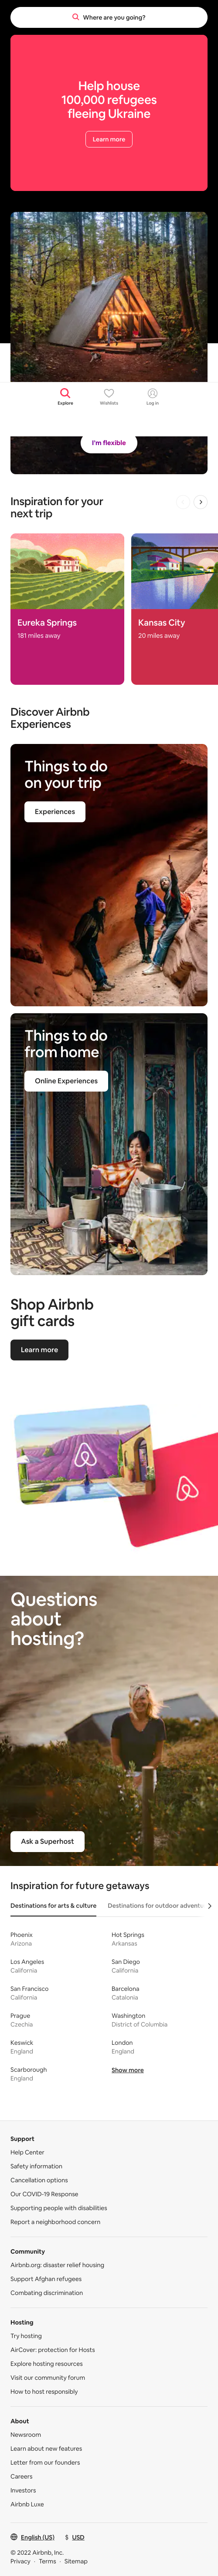 Where are you going?
Help house
100,000 refugees
fleeing Ukraine
Learn more
Explore
Wishlists
Log in
I'm flexible
Inspiration for your
next trip
Eureka Springs
181 miles away
Kansas City
20 miles away
Discover Airbnb
Experiences
Things to do
on your trip
Experiences
Things to do
from home
Online Experiences
Shop Airbnb
gift cards
Learn more
Questions
about
hosting?
Ask a Superhost
Inspiration for future getaways
Destinations for arts & culture
Destinations for outdoor advent
Phoenix
Arizona
Hot Springs
Arkansas
Los Angeles
California
San Diego
California
San Francisco
California
Barcelona
Catalonia
Prague
Czechia
Washington
District of Columbia
Keswick
England
London
England
Scarborough
England
Show more
Support
Help Center
Safety information
Cancellation options
Our COVID-19 Response
Supporting people with disabilities
Report a neighborhood concern
Community
Airbnb.org: disaster relief housing
Support Afghan refugees
Combating discrimination
Hosting
Try hosting
AirCover: protection for Hosts
Explore hosting resources
Visit our community forum
How to host responsibly
About
Newsroom
Learn about new features
Letter from our founders
Careers
Investors
Airbnb Luxe
English (US)
$ USD
© 2022 Airbnb, Inc.
Privacy · Terms · Sitemap